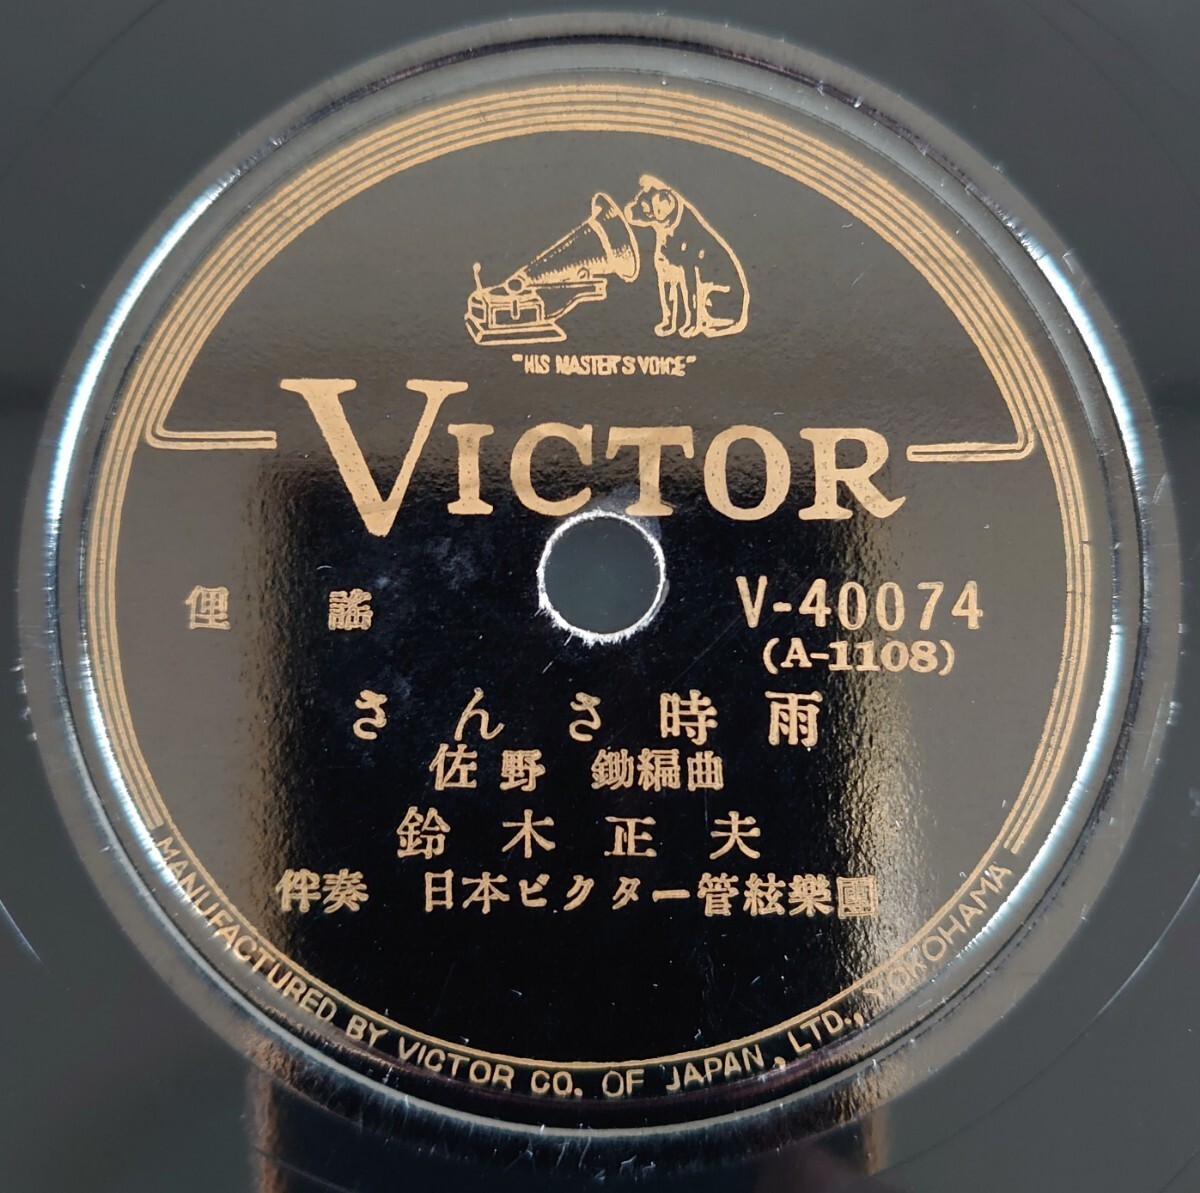 "HIS MASTER'S VOICE"
VICTOR
俚謠
V-40074
(A-1108)
さんさ時雨
佐野 鋤編曲
鈴木正夫
伴奏 日本ビクター管絃樂團
MANUFACTURED BY VICTOR CO. OF JAPAN, LTD., YOKOHAMA